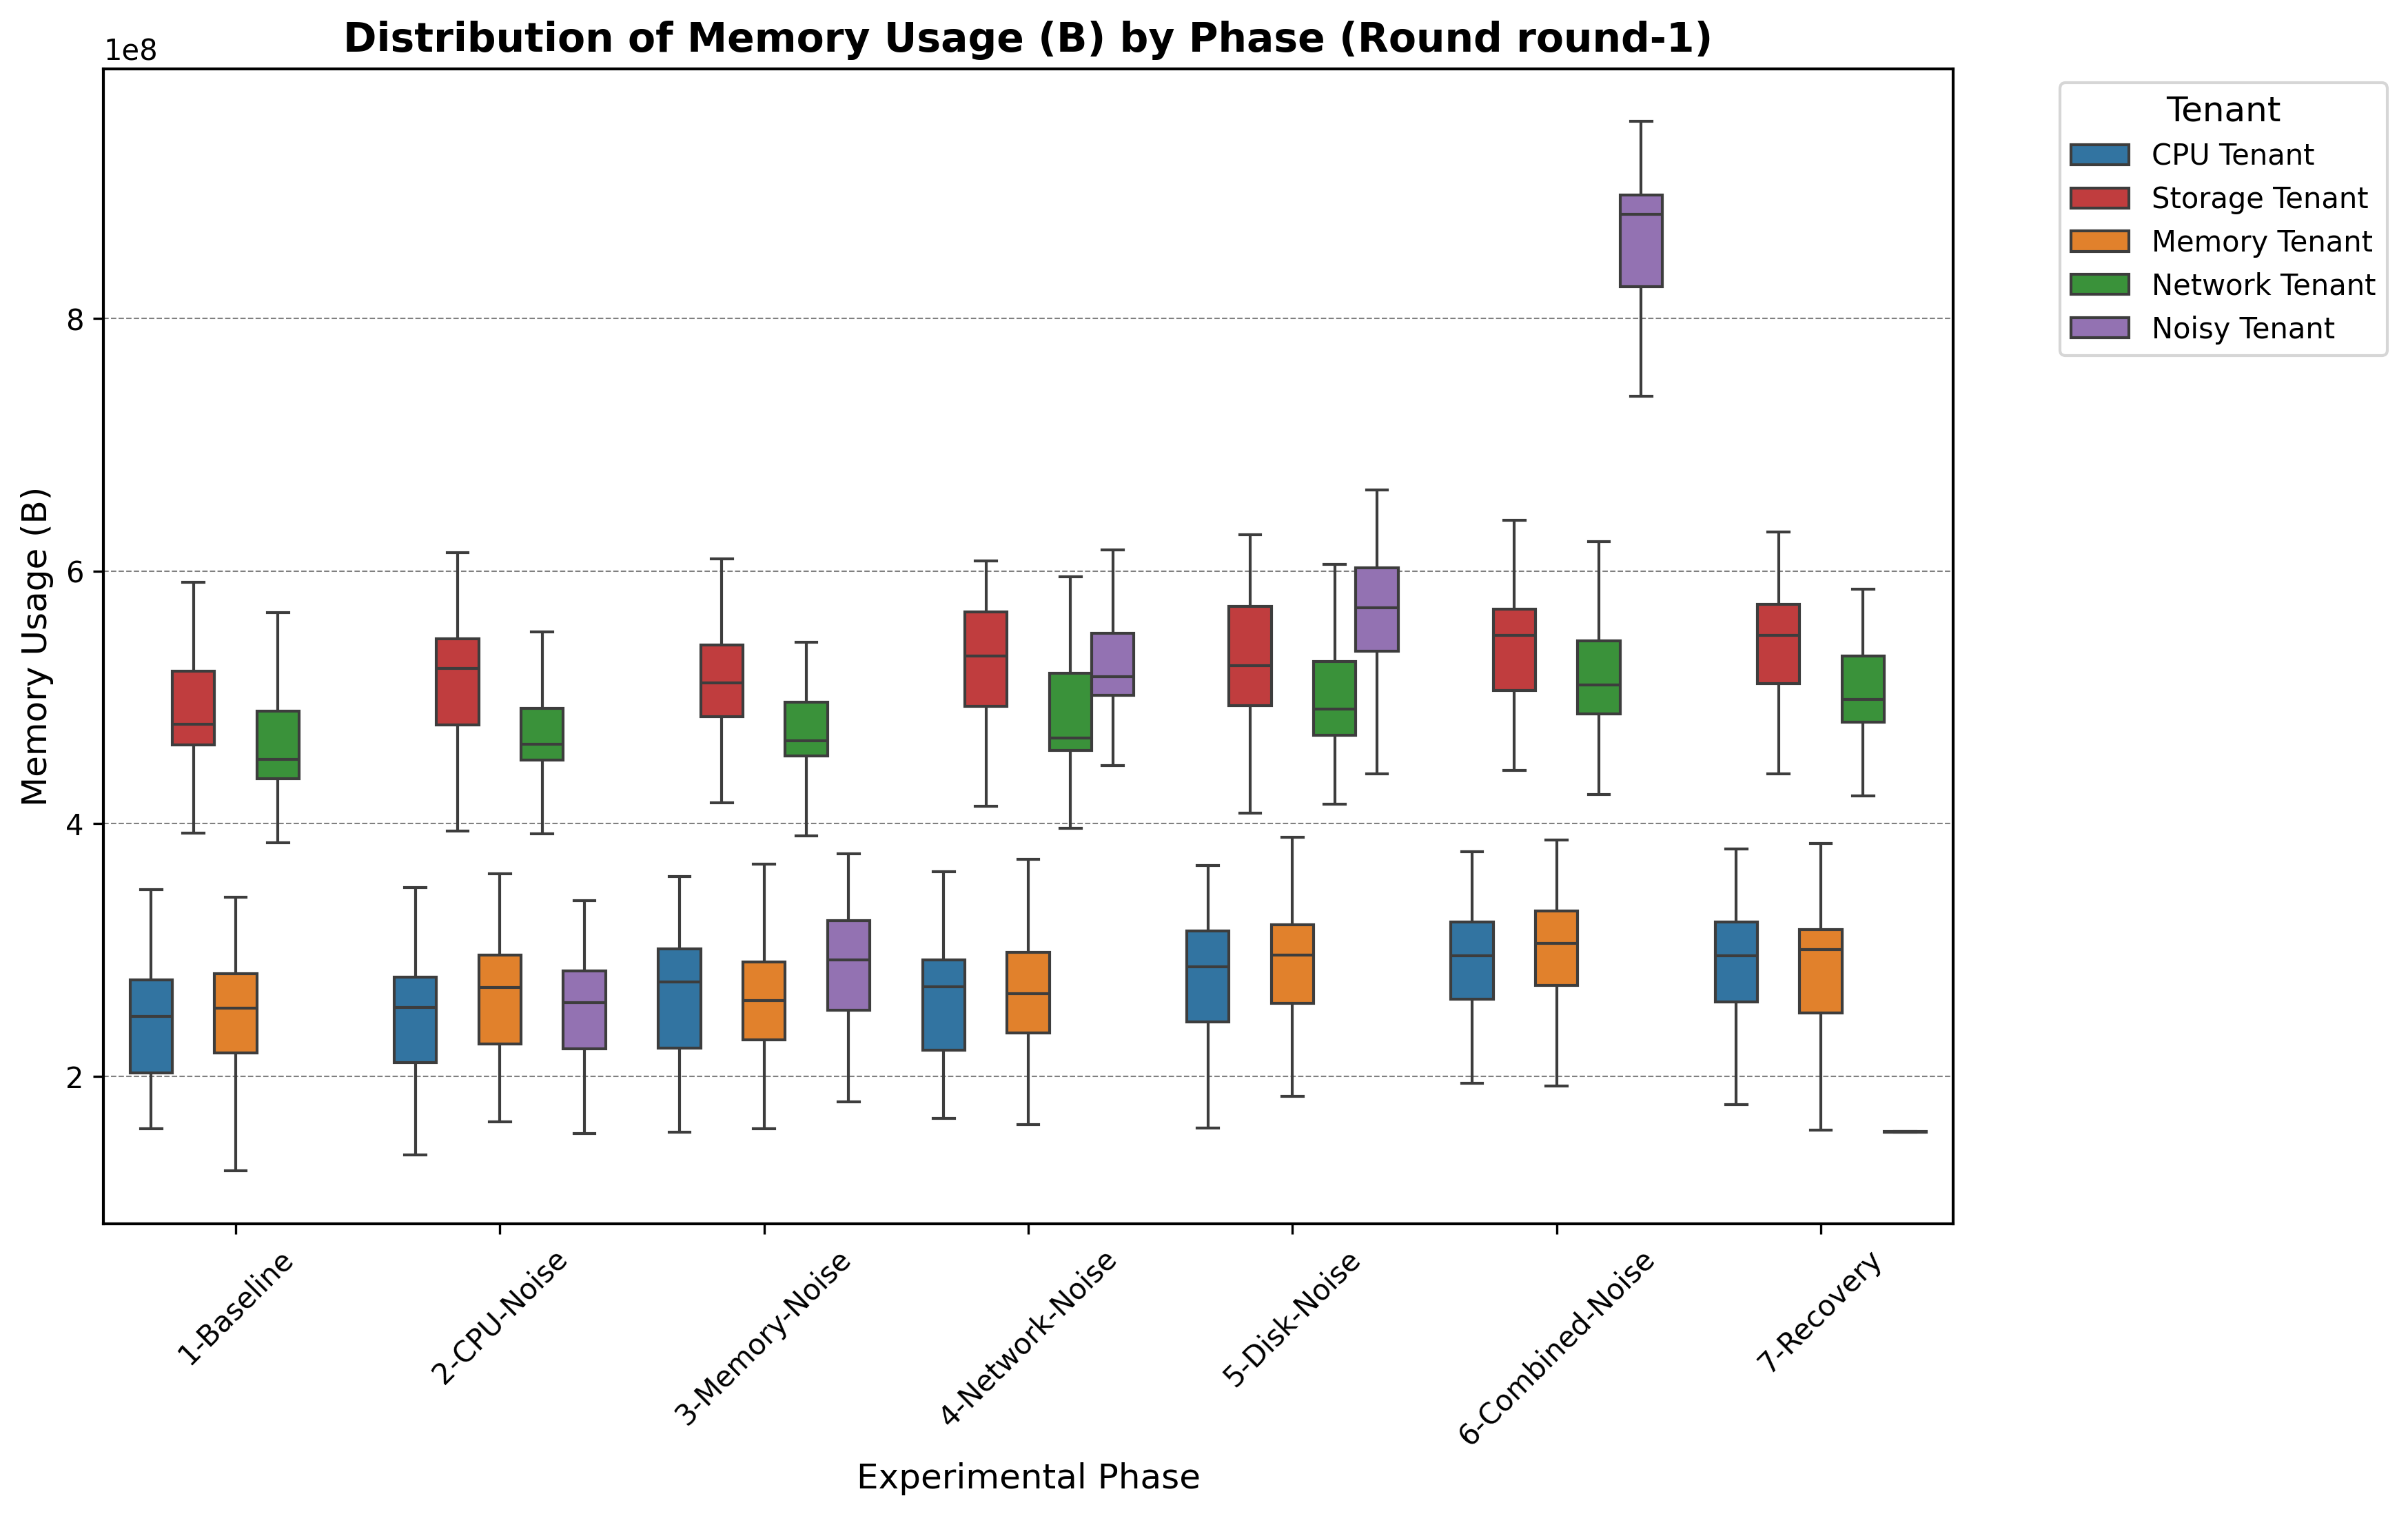 Distribution of Memory Usage (B) by Phase (Round round-1)
1e8
Memory Usage (B)
8
6
4
2
1-Baseline
2-CPU-Noise
3-Memory-Noise
4-Network-Noise
5-Disk-Noise
6-Combined-Noise
7-Recovery
Experimental Phase
Tenant
CPU Tenant
Storage Tenant
Memory Tenant
Network Tenant
Noisy Tenant